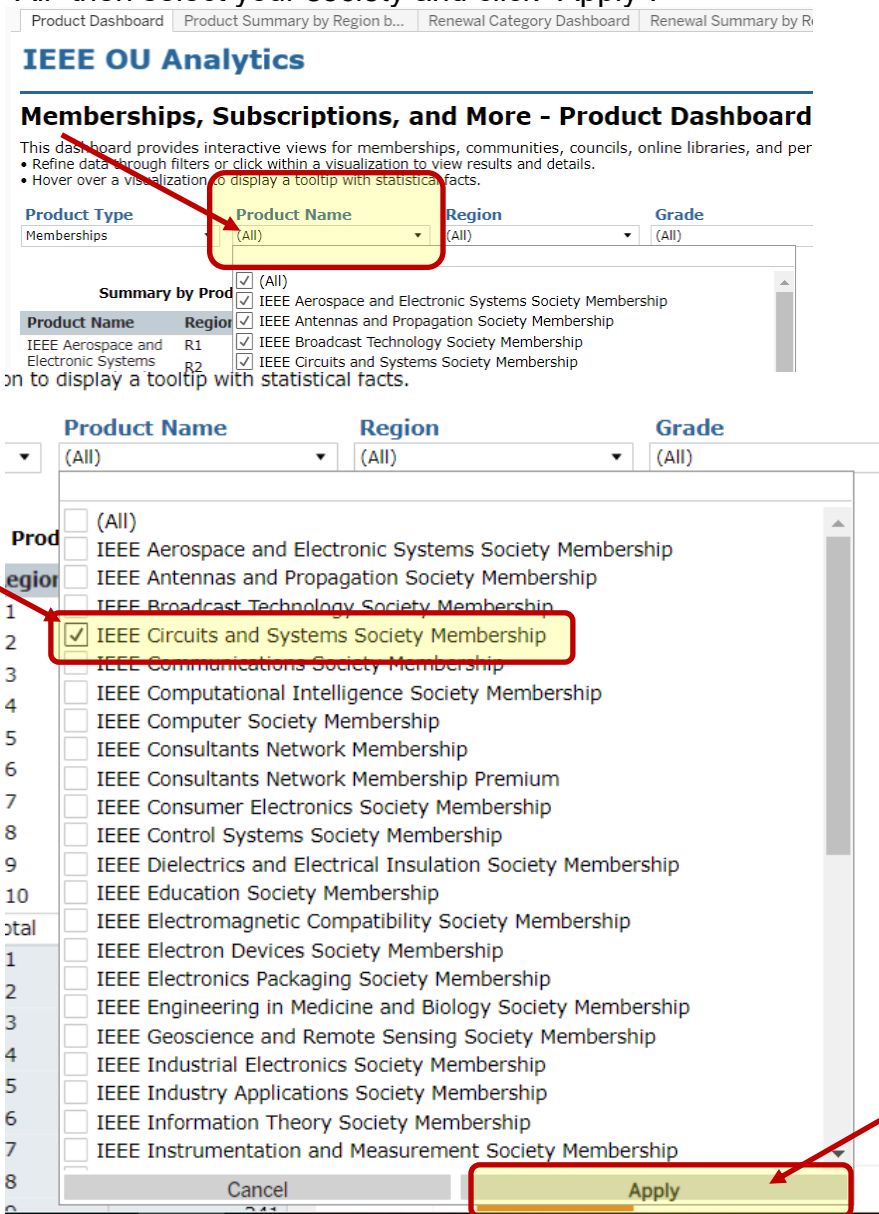 All then select your society and click 'Apply'.
Product Dashboard Product Summary by Region b... Renewal Category Dashboard Renewal Summary by Re
IEEE OU Analytics
Memberships, Subscriptions, and More - Product Dashboard
This dashboard provides interactive views for memberships, communities, councils, online libraries, and per
• Refine data through filters or click within a visualization to view results and details.
• Hover over a visualization to display a tooltip with statistical facts.
Product Type Product Name Region Grade
Memberships (All) (All) (All)
(All)
Summary by Prod
IEEE Aerospace and Electronic Systems Society Membership
Product Name Region
IEEE Antennas and Propagation Society Membership
IEEE Aerospace and R1
IEEE Broadcast Technology Society Membership
Electronic Systems R2
IEEE Circuits and Systems Society Membership
on to display a tooltip with statistical facts.
Product Name Region Grade
(All) (All) (All)
(All)
Prod
IEEE Aerospace and Electronic Systems Society Membership
egion
IEEE Antennas and Propagation Society Membership
1 IEEE Broadcast Technology Society Membership
2 IEEE Circuits and Systems Society Membership
3 IEEE Communications Society Membership
4 IEEE Computational Intelligence Society Membership
5 IEEE Computer Society Membership
IEEE Consultants Network Membership
6 IEEE Consultants Network Membership Premium
7 IEEE Consumer Electronics Society Membership
8 IEEE Control Systems Society Membership
9 IEEE Dielectrics and Electrical Insulation Society Membership
10 IEEE Education Society Membership
otal IEEE Electromagnetic Compatibility Society Membership
1 IEEE Electron Devices Society Membership
2 IEEE Electronics Packaging Society Membership
3 IEEE Engineering in Medicine and Biology Society Membership
IEEE Geoscience and Remote Sensing Society Membership
4 IEEE Industrial Electronics Society Membership
5 IEEE Industry Applications Society Membership
6 IEEE Information Theory Society Membership
7 IEEE Instrumentation and Measurement Society Membership
8 Cancel Apply